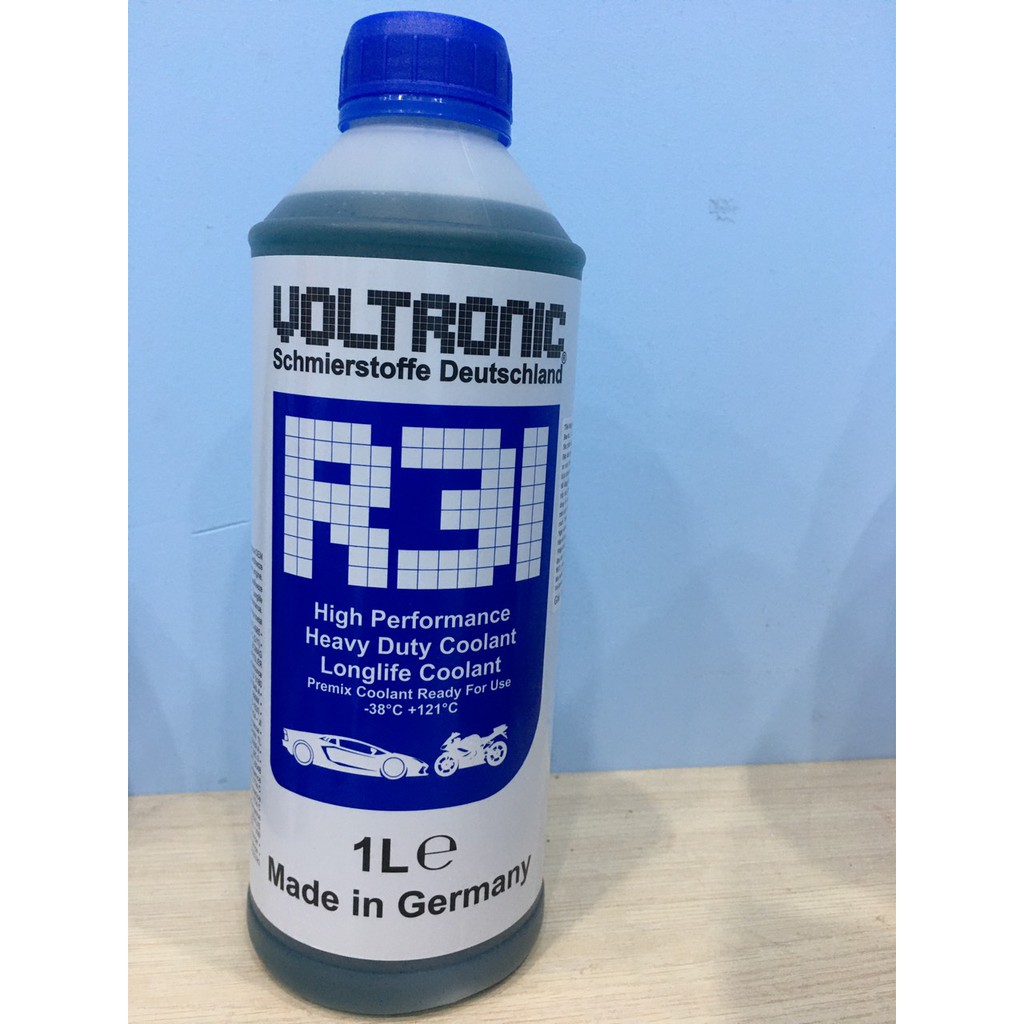 VOLTRONIC®
Schmierstoffe Deutschland
R31
High Performance
Heavy Duty Coolant
Longlife Coolant
Premix Coolant Ready For Use
-38°C +121°C
1L ℮
Made in Germany